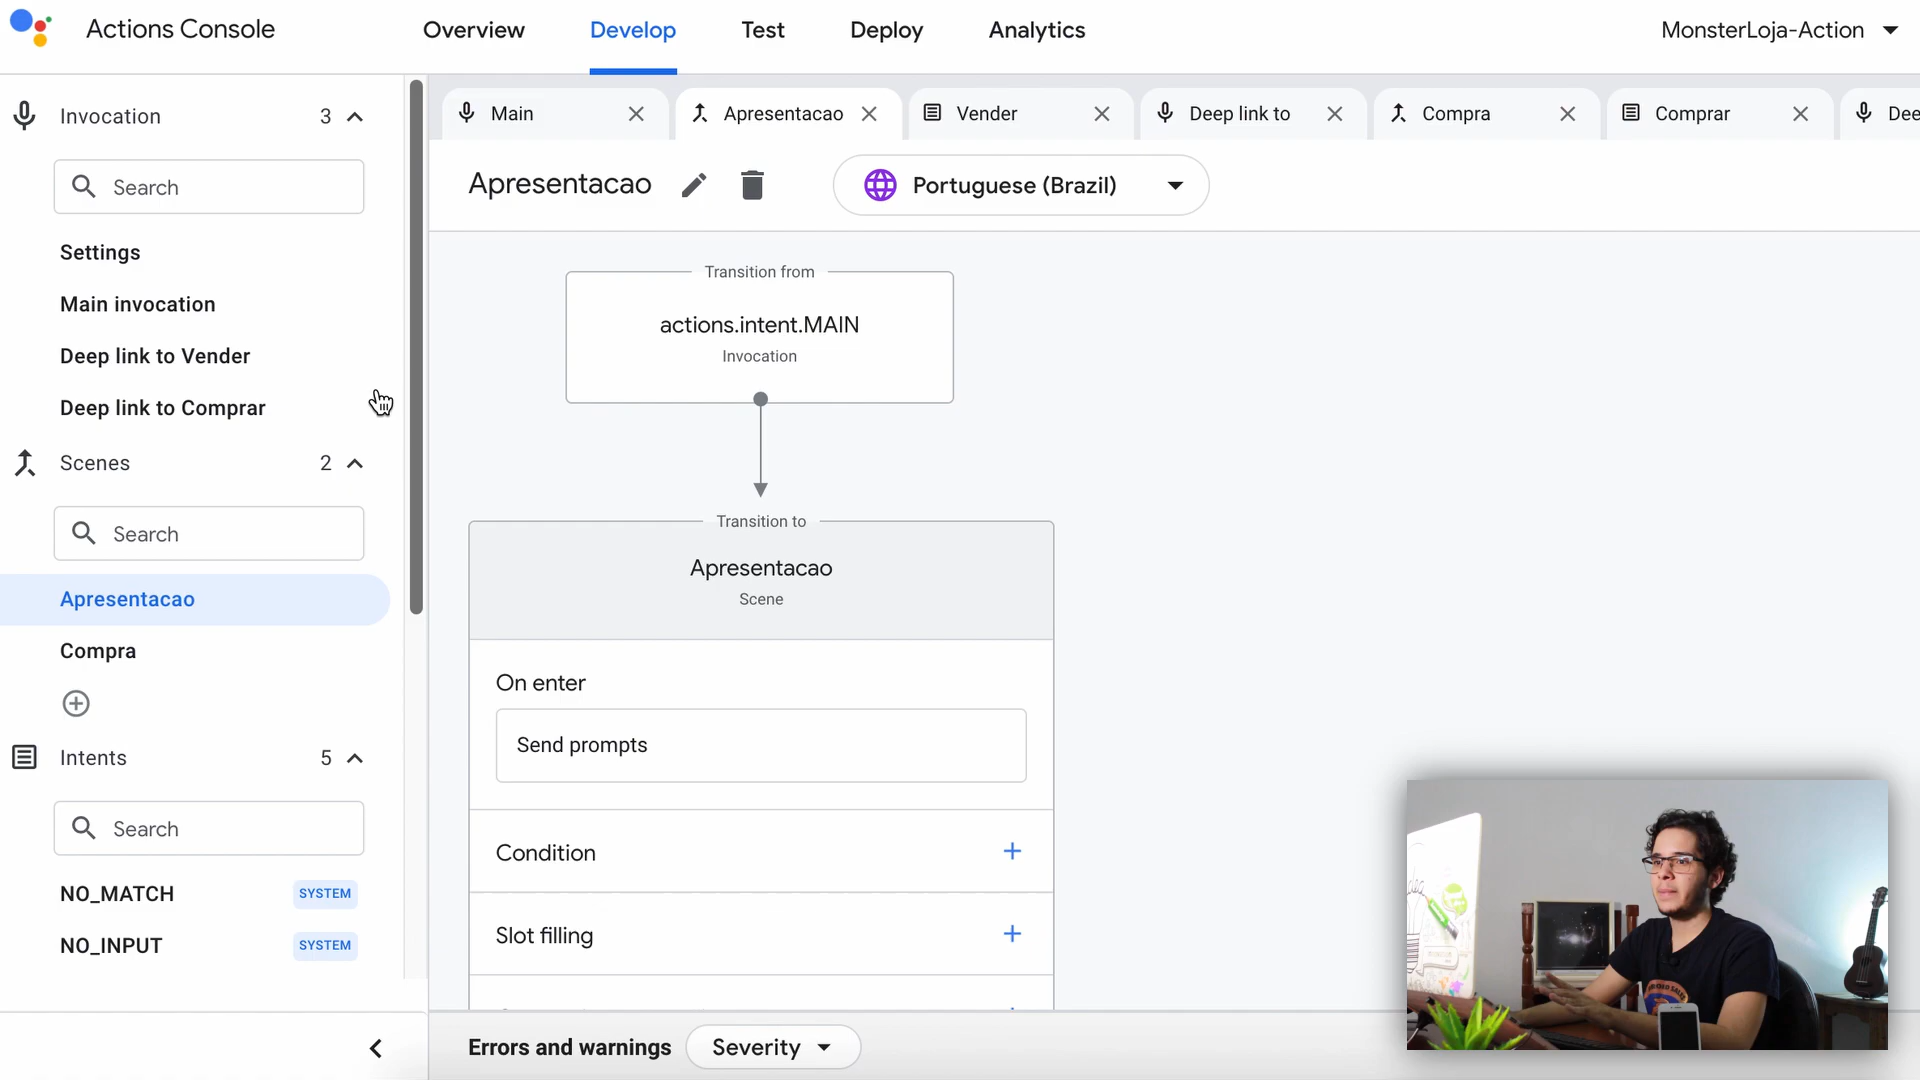 Actions Console
Overview
Develop
Test
Deploy
Analytics
MonsterLoja-Action
Invocation 3
Search
Settings
Main invocation
Deep link to Vender
Deep link to Comprar
Scenes 2
Search
Apresentacao
Compra
Intents 5
Search
NO_MATCH SYSTEM
NO_INPUT SYSTEM
Main
Apresentacao
Vender
Deep link to
Compra
Comprar
Dee
Apresentacao
Portuguese (Brazil)
Transition from
actions.intent.MAIN
Invocation
Transition to
Apresentacao
Scene
On enter
Send prompts
Condition
Slot filling
Errors and warnings
Severity